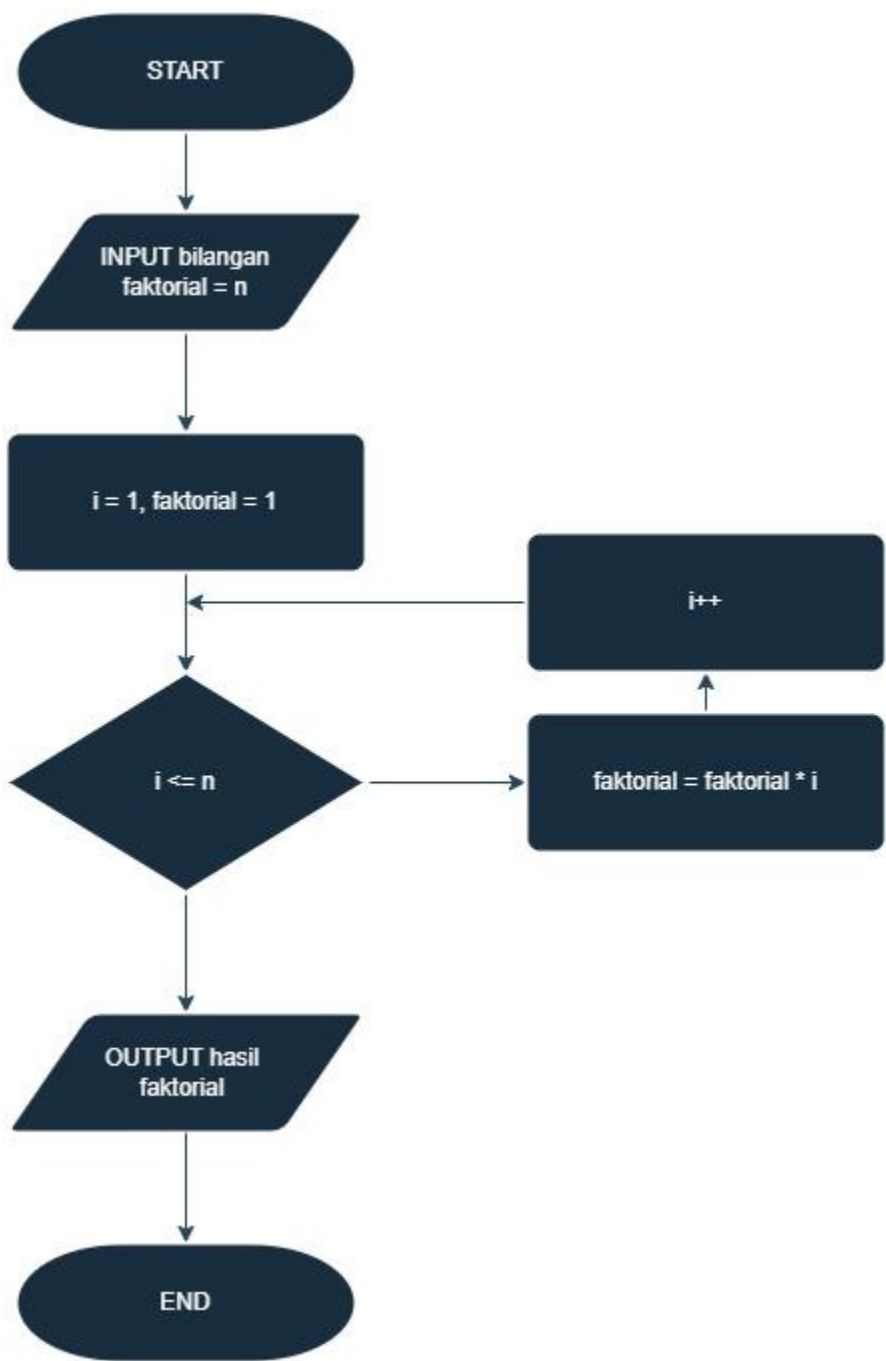 START
INPUT bilangan
faktorial = n
i = 1, faktorial = 1
i++
i <= n
faktorial = faktorial * i
OUTPUT hasil
faktorial
END